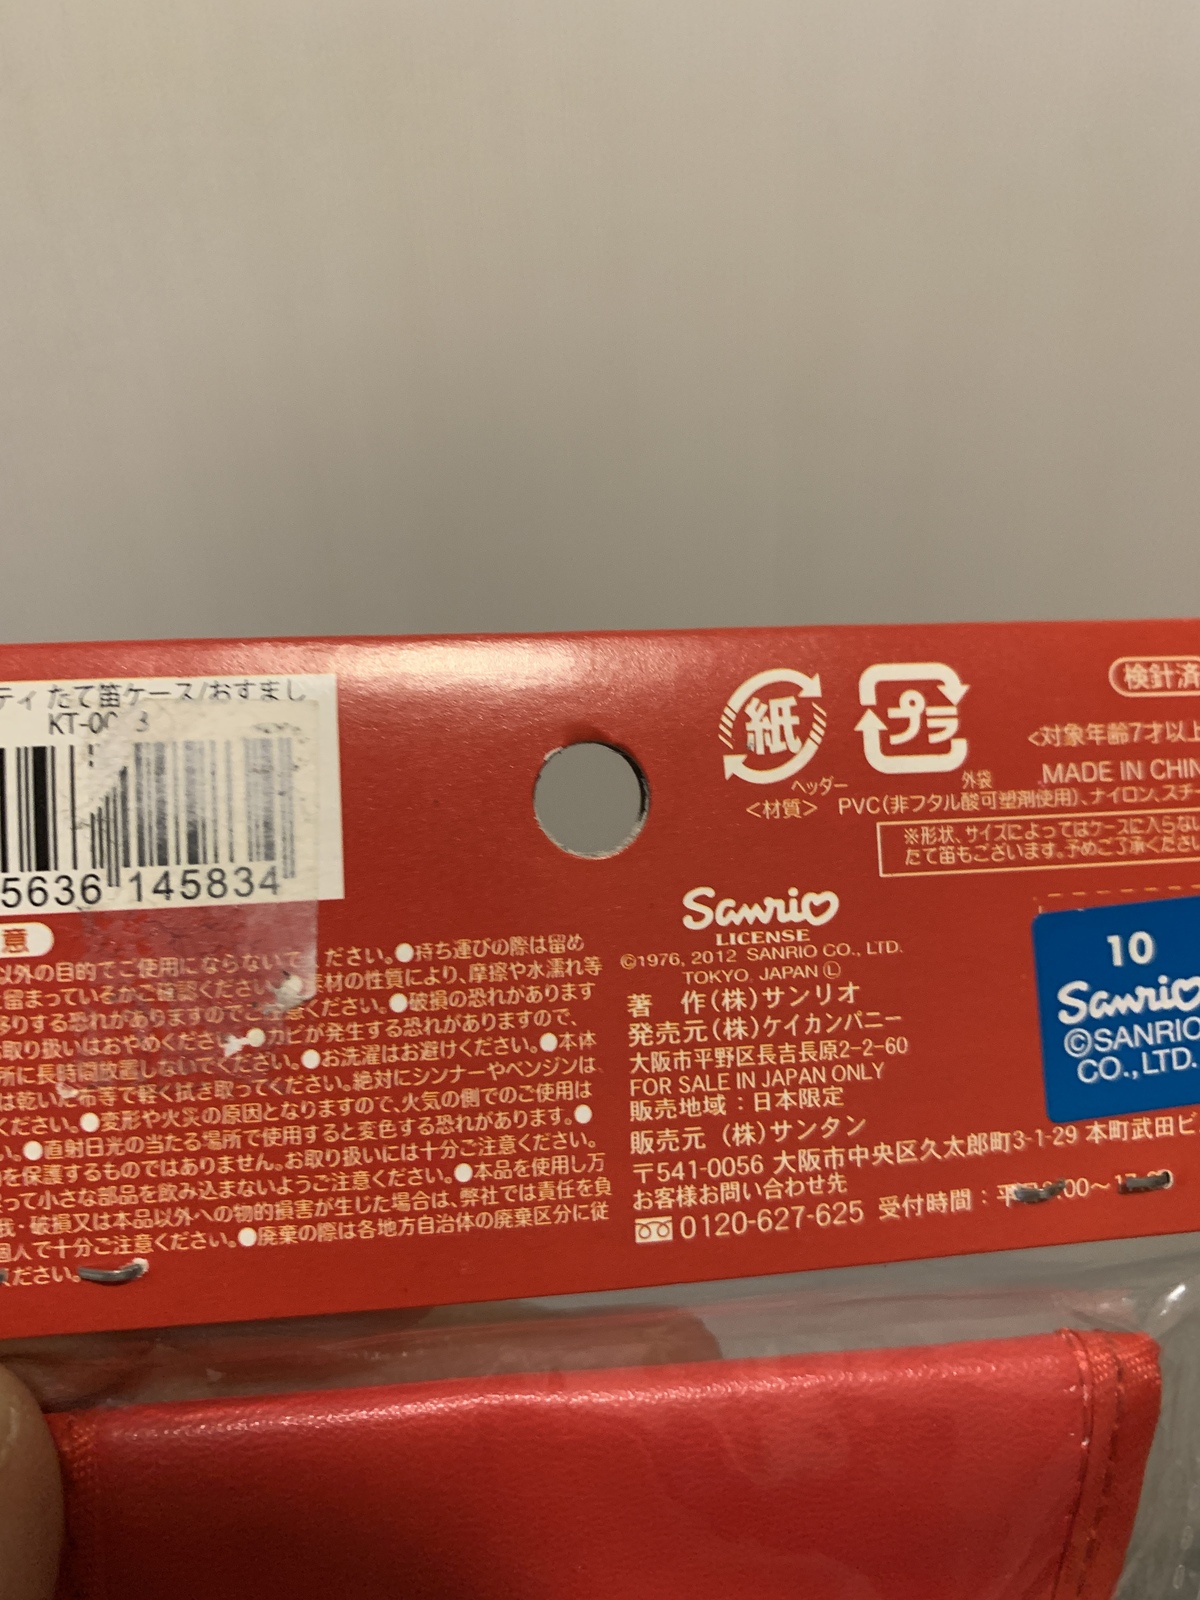 ティ たて笛ケース/おすまし
5636 145834
意
以外の目的でご使用にならないで ださい。●持ち運びの際は留め
留まっているかご確認ください ●素材の性質により、摩擦や水濡れ等
移りする恐れがありますのでご注意ください。●破損の恐れがあります
お取り扱いはおやめください。●カビが発生する恐れがありますので、
所に長時間放置しないでください。●お洗濯はお避けください。●本体
は乾いた布等で軽く拭き取ってください。絶対にシンナーやベンジンは
ください。●変形や火災の原因となりますので、火気の側でのご使用は
い。●直射日光の当たる場所で使用すると変色する恐れがあります。●
を保護するものではありません。お取り扱いには十分ご注意ください。
って小さな部品を飲み込まないようご注意ください。●本品を使用し万
我・破損又は本品以外への物的損害が生じた場合は、弊社では責任を負
個人で十分ご注意ください。●廃棄の際は各地方自治体の廃棄区分に従
ください。
紙
ヘッダー
プラ
外袋
検針済
<対象年齢7才以上
MADE IN CHIN
<材質> PVC(非フタル酸可塑剤使用)、ナイロン、スチー
※形状、サイズによってはケースに入らない
たて笛もございます。予めご了承ください
Sanrio
LICENSE
©1976, 2012 SANRIO CO., LTD.
TOKYO, JAPAN Ⓛ
著 作(株)サンリオ
発売元(株)ケイカンパニー
大阪市平野区長吉長原2-2-60
FOR SALE IN JAPAN ONLY
販売地域：日本限定
販売元 (株)サンタン
〒541-0056 大阪市中央区久太郎町3-1-29 本町武田ビ
お客様お問い合わせ先
0120-627-625 受付時間：平
10
Sanrio
©SANRIO
CO., LTD.